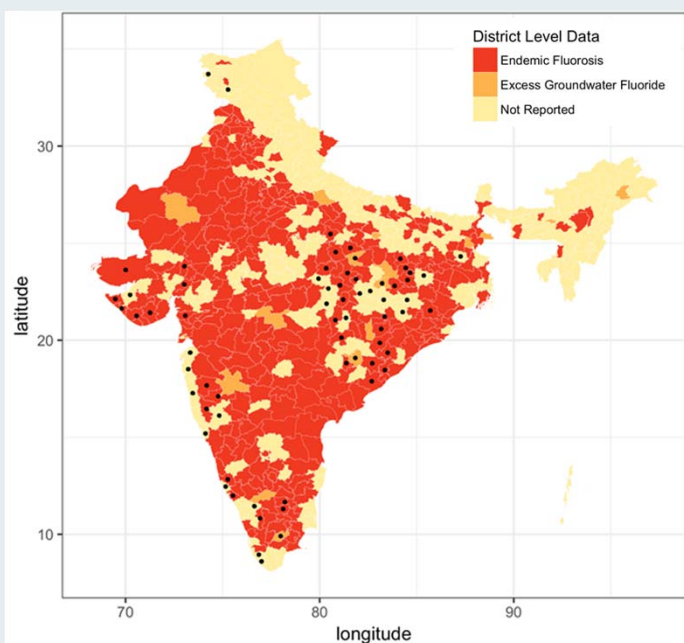 District Level Data
Endemic Fluorosis
Excess Groundwater Fluoride
Not Reported
30
20
10
latitude
70
80
90
longitude